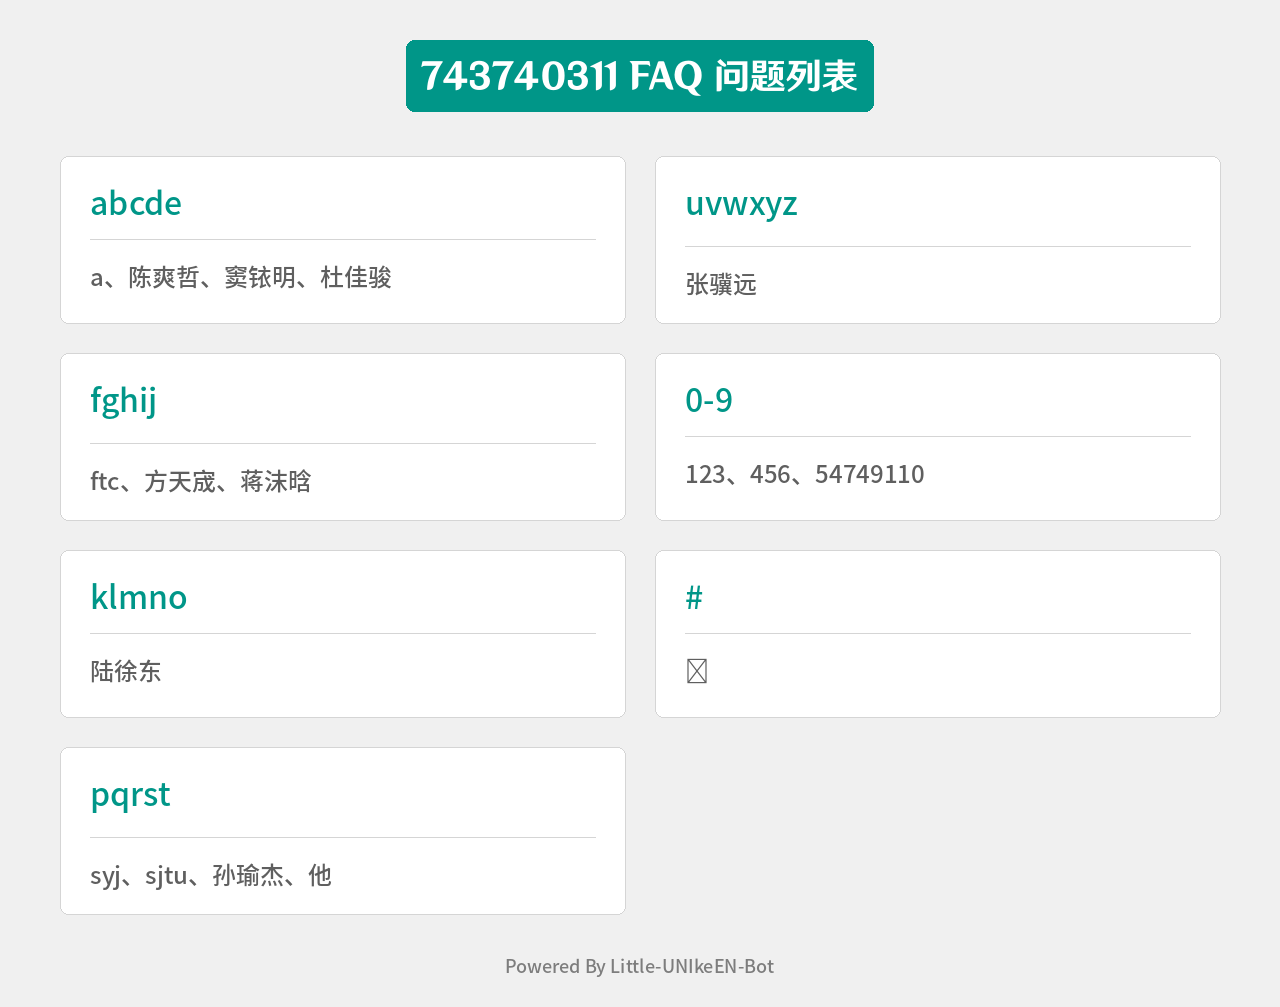 743740311 FAQ 问题列表
abcde
a、陈爽哲、窦铱明、杜佳骏
uvwxyz
张骥远
fghij
ftc、方天宬、蒋沫晗
0-9
123、456、54749110
klmno
陆徐东
#
pqrst
syj、sjtu、孙瑜杰、他
Powered By Little-UNIkeEN-Bot